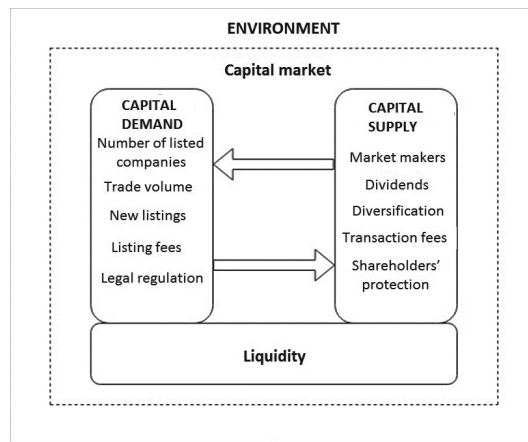 ENVIRONMENT
Capital market
CAPITAL
DEMAND
Number of listed
companies
Trade volume
New listings
Listing fees
Legal regulation
CAPITAL
SUPPLY
Market makers
Dividends
Diversification
Transaction fees
Shareholders’
protection
Liquidity